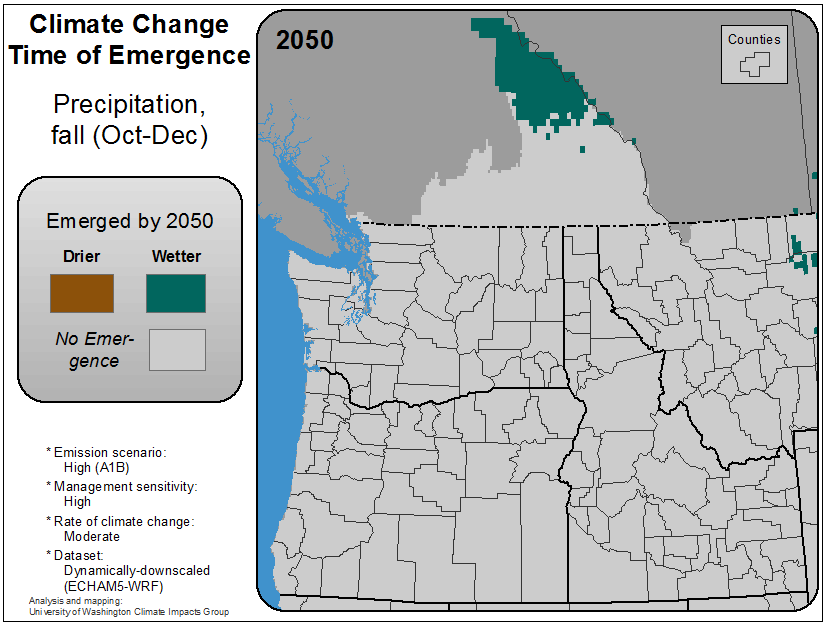 Climate Change
Time of Emergence
Precipitation,
fall (Oct-Dec)
Emerged by 2050
Drier
Wetter
No Emer-
gence
* Emission scenario:
High (A1B)
* Management sensitivity:
High
* Rate of climate change:
Moderate
* Dataset:
Dynamically-downscaled
(ECHAM5-WRF)
Analysis and mapping:
University of Washington Climate Impacts Group
2050
Counties